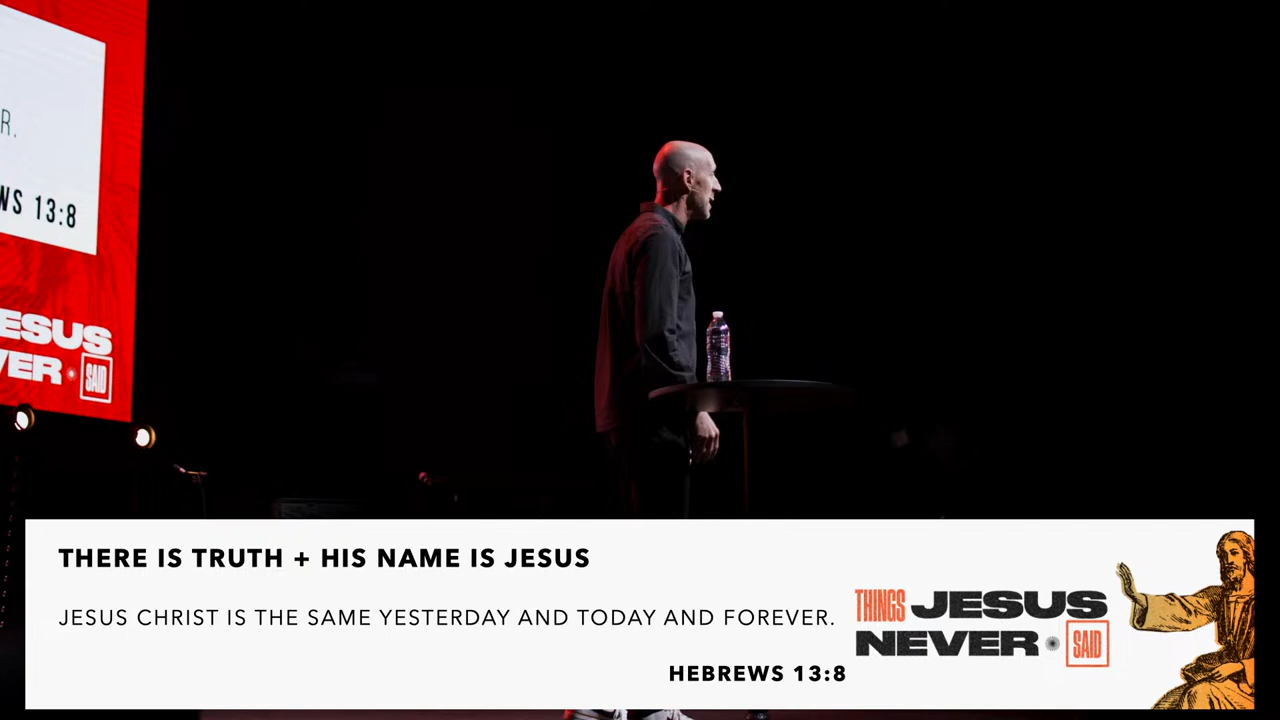 R.
WS 13:8
ESUS
VER
SAID
THERE IS TRUTH + HIS NAME IS JESUS
JESUS CHRIST IS THE SAME YESTERDAY AND TODAY AND FOREVER.
HEBREWS 13:8
THINGS JESUS
NEVER SAID